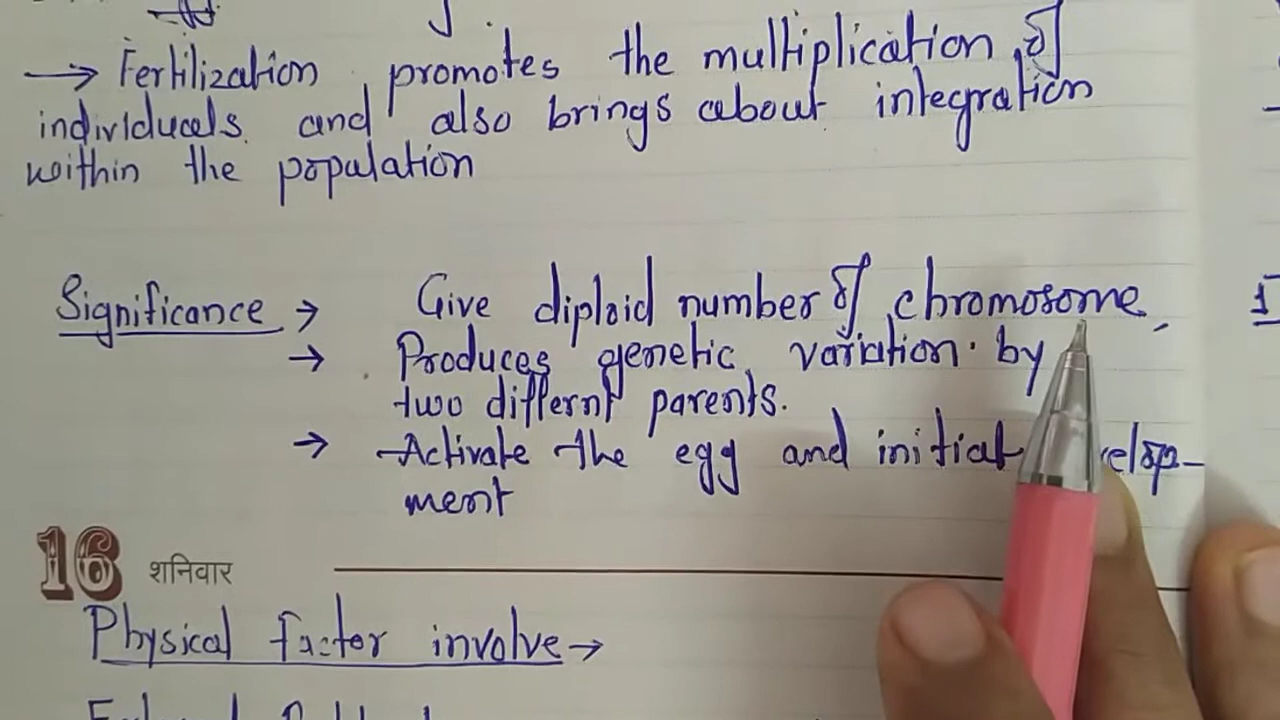 → Fertilization promotes the multiplication of
individuals and also brings about integration
within the population
Significance → Give diploid number of chromosome,
→ Produces genetic variation. by
two differnt parents.
→ Activate the egg and initiat
ment
16 शनिवार
Physical factor involve →